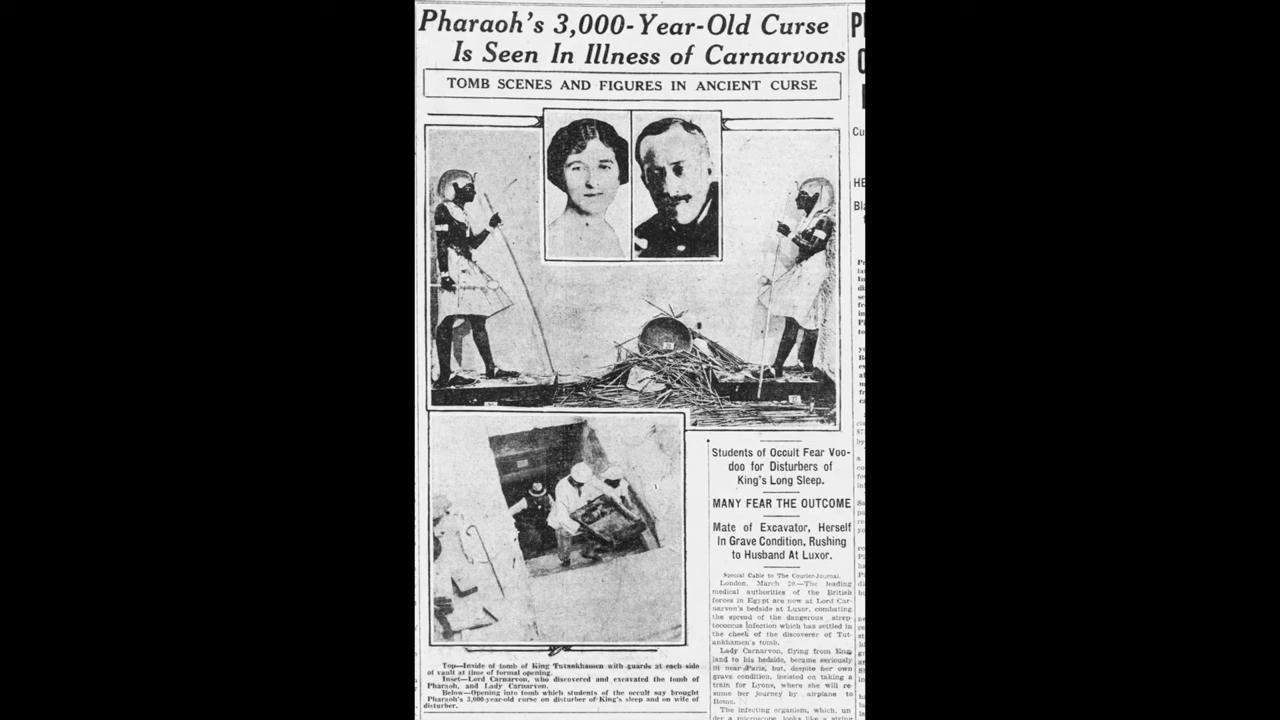 Pharaoh's 3,000-Year-Old Curse
Is Seen In Illness of Carnarvons
TOMB SCENES AND FIGURES IN ANCIENT CURSE
Students of Occult Fear Voo-
doo for Disturbers of
King's Long Sleep.
MANY FEAR THE OUTCOME
Mate of Excavator, Herself
In Grave Condition, Rushing
to Husband At Luxor.
Special Cable to The Courier-Journal.
London, March 20.—The leading
medical authorities of the British
forces in Egypt are now at Lord Car-
narvon's bedside at Luxor, combating
the spread of the dangerous strep-
tococcus infection which has settled in
the cheek of the discoverer of Tut-
ankhamen's tomb.
Lady Carnarvon, flying from Eng-
land to his bedside, became seriously
ill near Paris, but, despite her own
grave condition, insisted on taking a
train for Lyons, where she will re-
sume her journey by airplane to
Rome.
The infecting organism, which, un-
der a microscope, looks like a string
Top—Inside of tomb of King Tutankhamen with guards at each side
of vault at time of formal opening.
Inset—Lord Carnarvon, who discovered and excavated the tomb of
Pharaoh, and Lady Carnarvon.
Below—Opening into tomb which students of the occult say brought
Pharaoh's 3,000-year-old curse on disturber of King's sleep and on wife of
disturber.